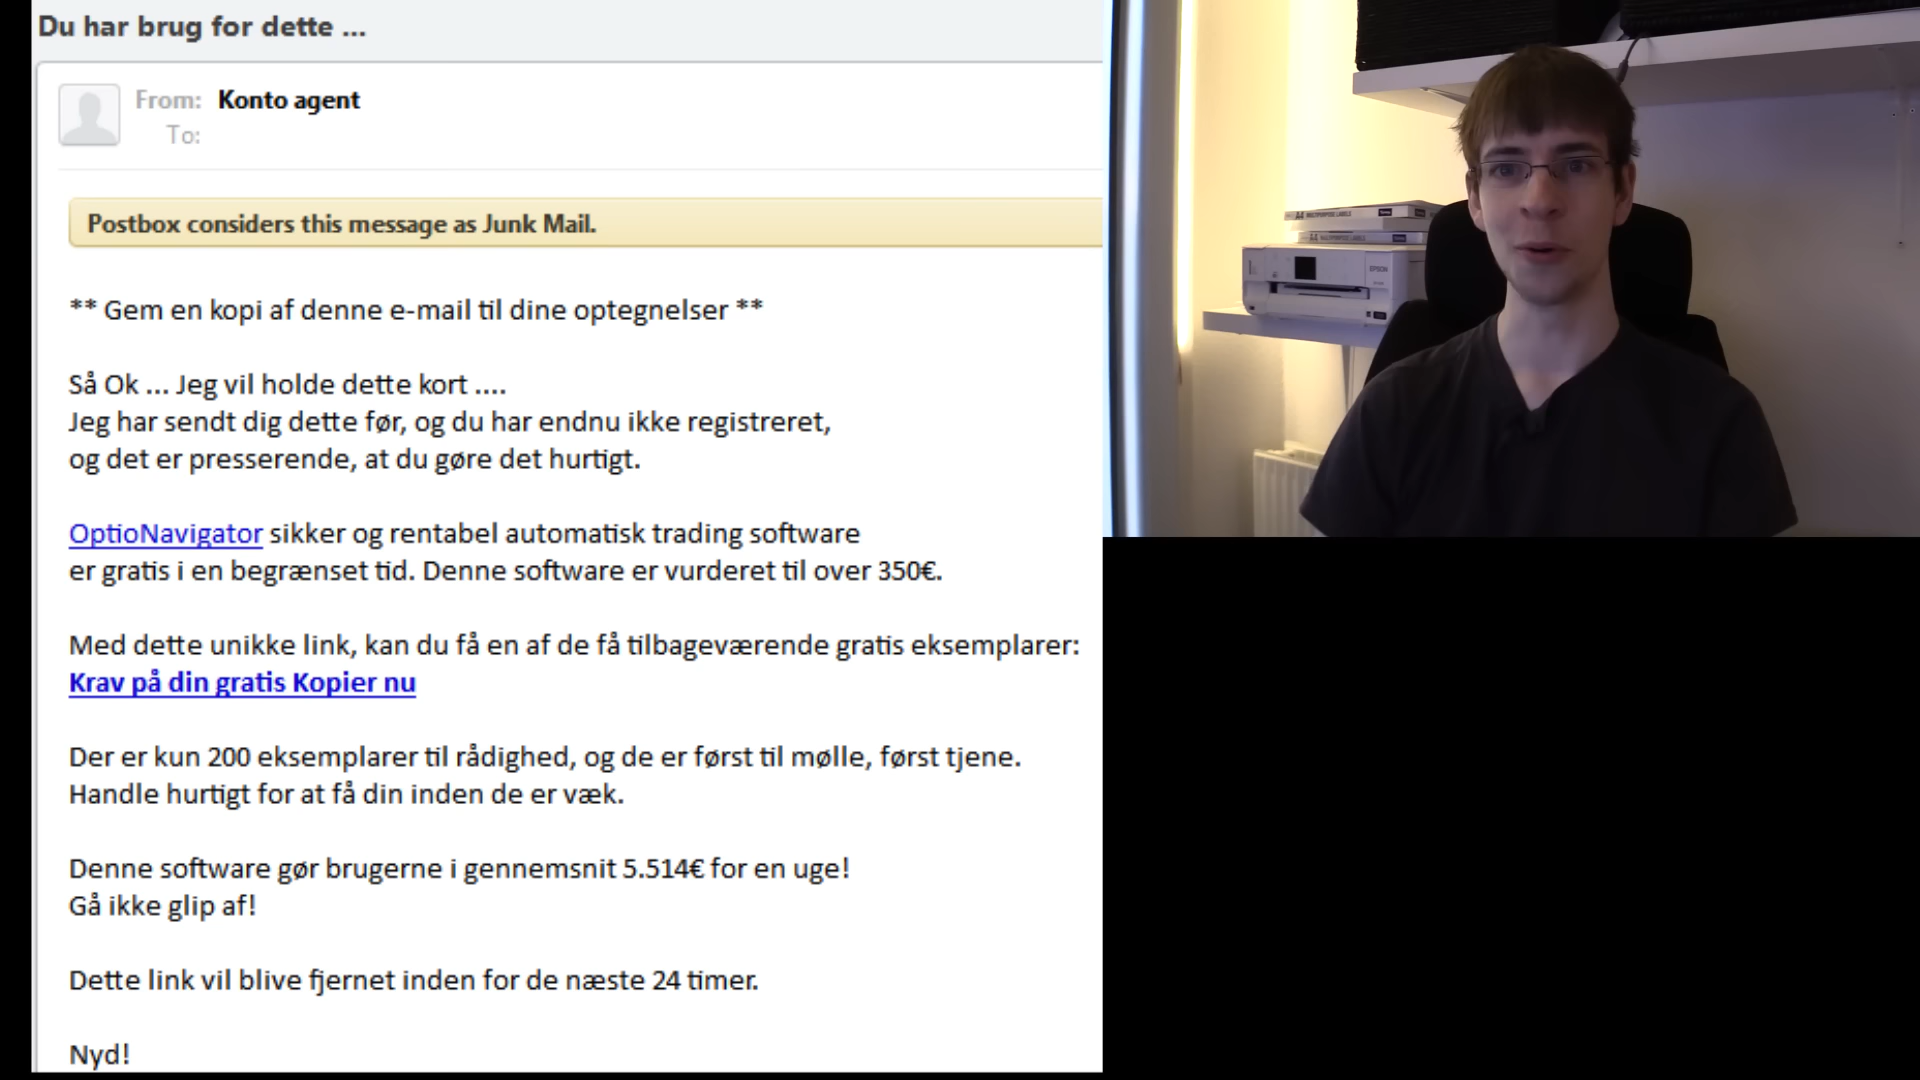 Du har brug for dette ...
From: Konto agent
To:
Postbox considers this message as Junk Mail.
** Gem en kopi af denne e-mail til dine optegnelser **
Så Ok ... Jeg vil holde dette kort ....
Jeg har sendt dig dette før, og du har endnu ikke registreret,
og det er presserende, at du gøre det hurtigt.
OptioNavigator sikker og rentabel automatisk trading software
er gratis i en begrænset tid. Denne software er vurderet til over 350€.
Med dette unikke link, kan du få en af de få tilbageværende gratis eksemplarer:
Krav på din gratis Kopier nu
Der er kun 200 eksemplarer til rådighed, og de er først til mølle, først tjene.
Handle hurtigt for at få din inden de er væk.
Denne software gør brugerne i gennemsnit 5.514€ for en uge!
Gå ikke glip af!
Dette link vil blive fjernet inden for de næste 24 timer.
Nyd!
MULTIPURPOSE LABELS
EPSON